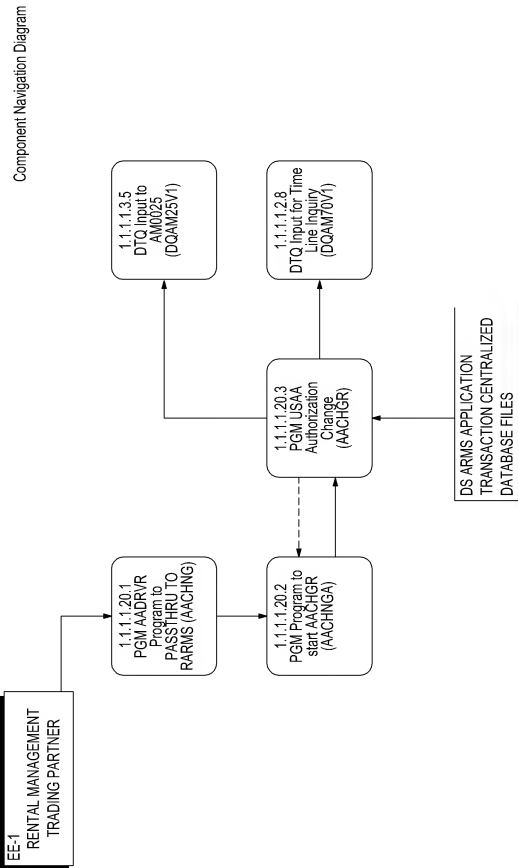 Component Navigation Diagram
EE-1
RENTAL MANAGEMENT
TRADING PARTNER
1.1.1.1.20.1
PGM AADRVR
Program to
PASSTHRU TO
RARMS (AACHNG)
1.1.1.1.20.2
PGM Program to
start AACHGR
(AACHNGA)
1.1.1.1.20.3
PGM USAA
Authorization
Change
(AACHGR)
1.1.1.1.3.5
DTQ Input to
AM0025
(DQAM25V1)
1.1.1.1.2.8
DTQ Input for Time
Line Inquiry
(DQAM70V1)
DS ARMS APPLICATION
TRANSACTION CENTRALIZED
DATABASE FILES